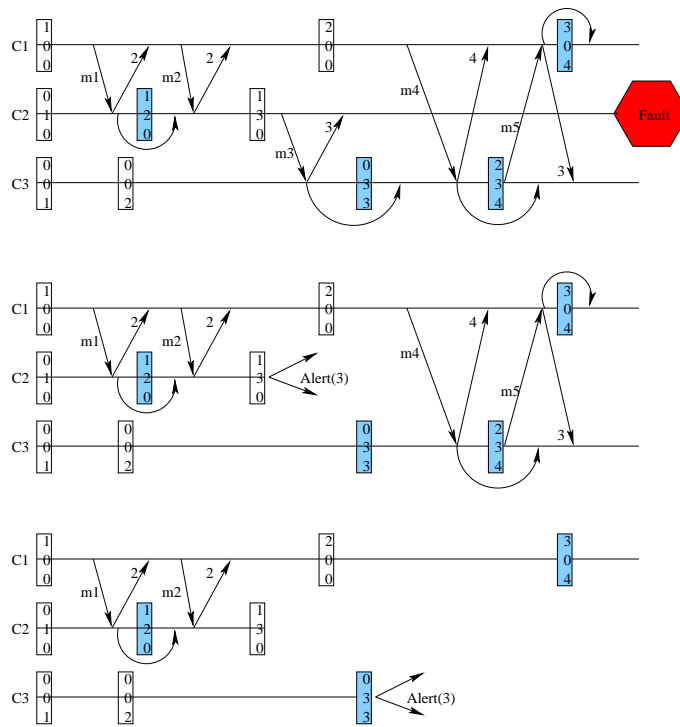 C1 1 0 0 m1 2 m2 2 2 0 0 m4 4 m5 3 0 4
C2 0 1 0 1 2 0 1 3 0 m3 3 Fault
C3 0 0 1 0 0 2 0 3 3 2 3 4 3
C1 1 0 0 m1 2 m2 2 2 0 0 m4 4 m5 3 0 4
C2 0 1 0 1 2 0 1 3 0 Alert(3)
C3 0 0 1 0 0 2 0 3 3 2 3 4 3
C1 1 0 0 m1 2 m2 2 2 0 0 3 0 4
C2 0 1 0 1 2 0 1 3 0
C3 0 0 1 0 0 2 0 3 3 Alert(3)